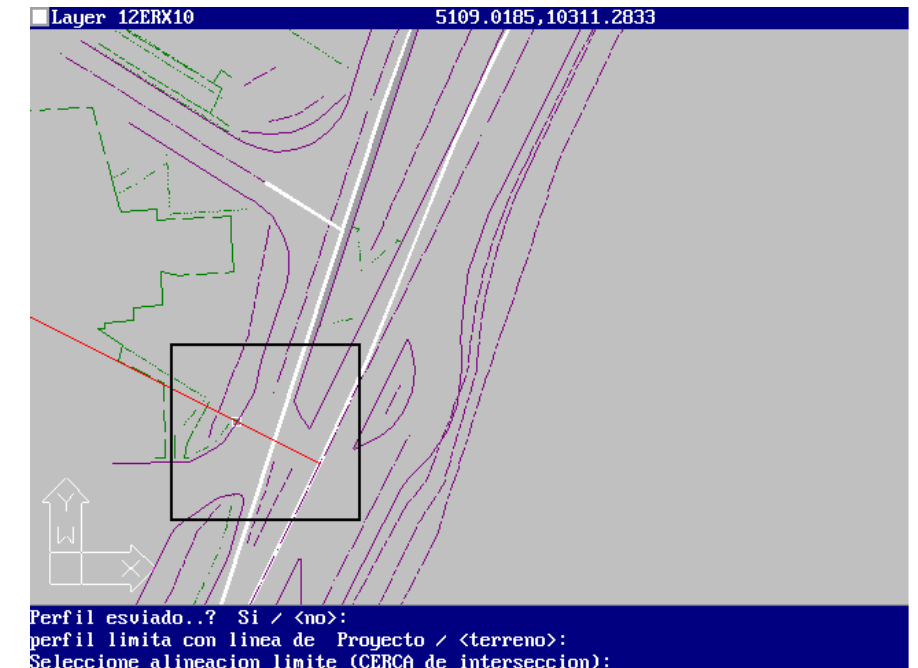 Layer 12ERX10 5109.0185,10311.2833
Y
W
X
Perfil esviado..? Si / <no>:
perfil limita con linea de Proyecto / <terreno>:
Seleccione alineacion limite (CERCA de interseccion):